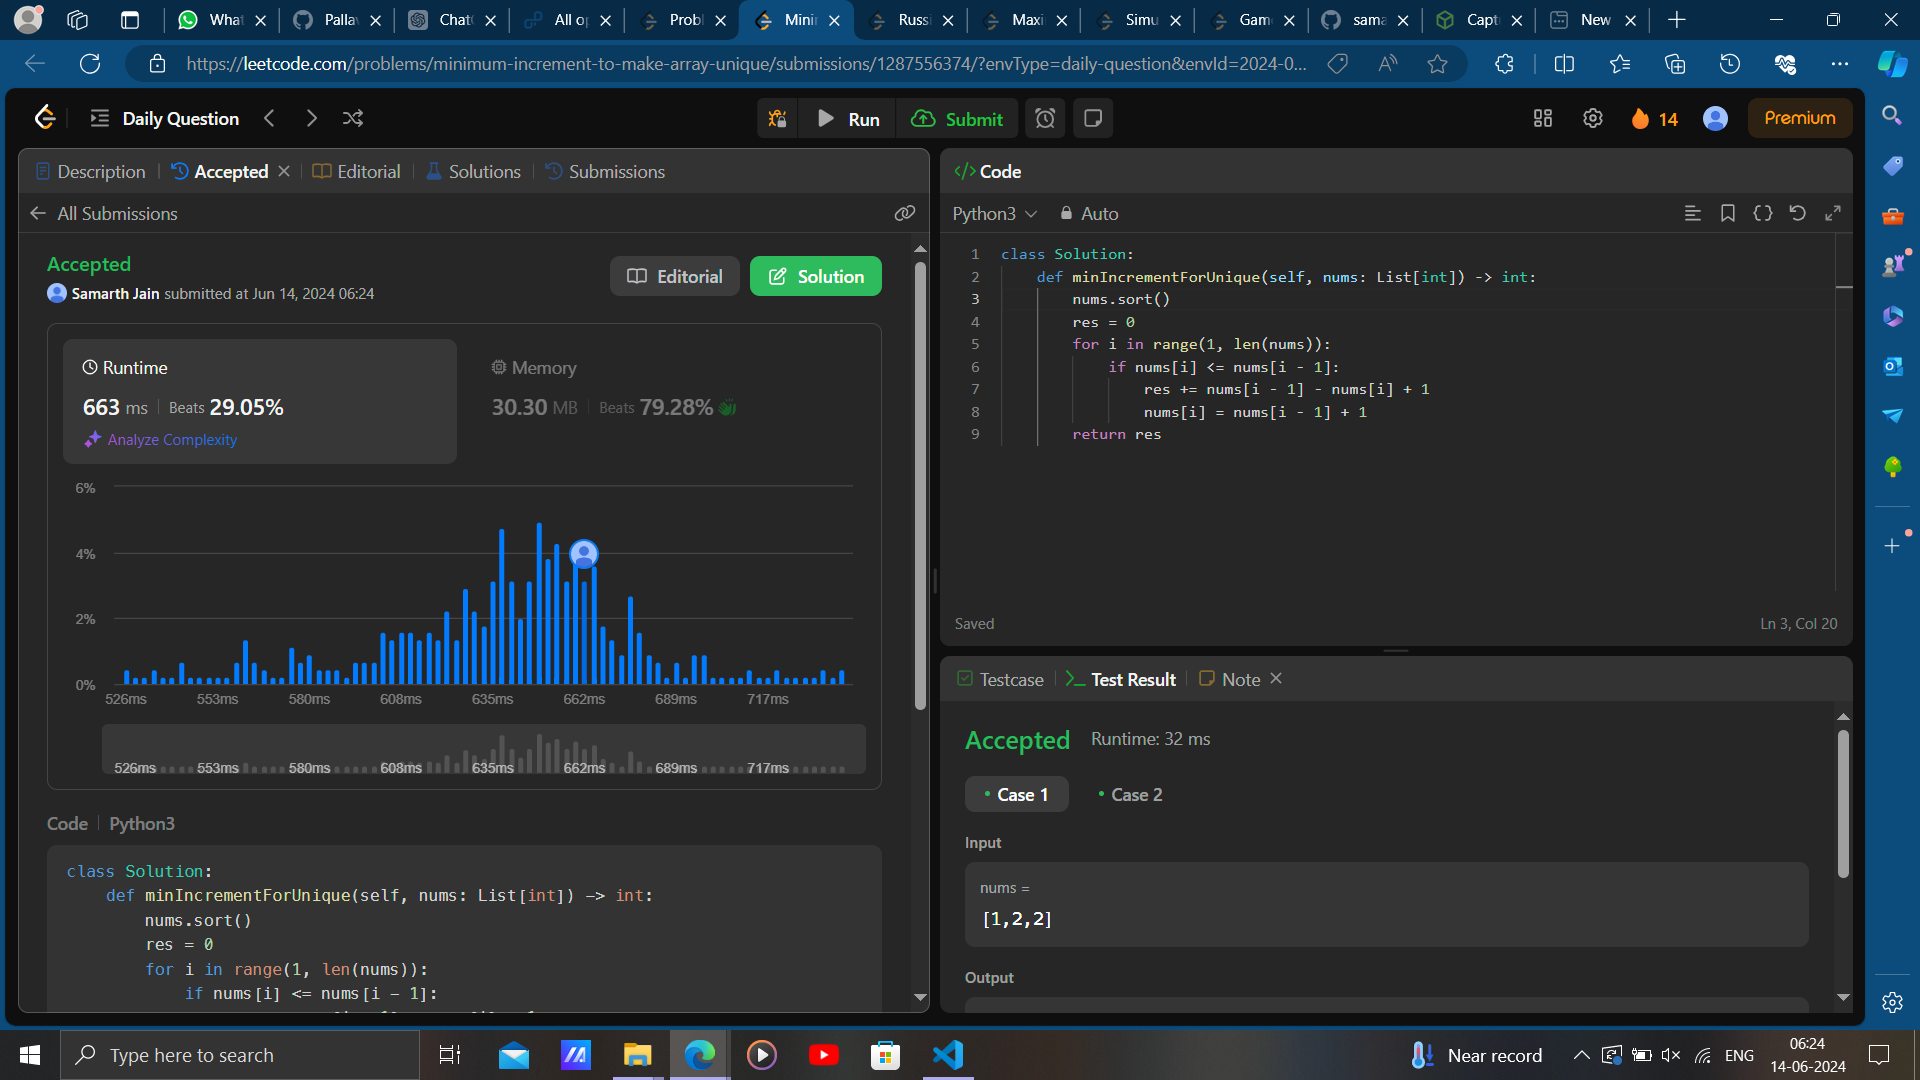 What
Palla
Chat
All o
Probl
Mini
Russi
Maxi
Simu
Gam
sama
Capt
New
https://leetcode.com/problems/minimum-increment-to-make-array-unique/submissions/1287556374/?envType=daily-question&envId=2024-0...
Daily Question
Run
Submit
14
Premium
Description
Accepted
Editorial
Solutions
Submissions
All Submissions
Accepted
Samarth Jain submitted at Jun 14, 2024 06:24
Editorial
Solution
Runtime
663 ms
Beats 29.05%
Analyze Complexity
Memory
30.30 MB
Beats 79.28%
6%
4%
2%
0%
526ms 553ms 580ms 608ms 635ms 662ms 689ms 717ms
526ms 553ms 580ms 608ms 635ms 662ms 689ms 717ms
Code
Python3
class Solution:
    def minIncrementForUnique(self, nums: List[int]) -> int:
        nums.sort()
        res = 0
        for i in range(1, len(nums)):
            if nums[i] <= nums[i - 1]:
</> Code
Python3
Auto
1 class Solution:
2     def minIncrementForUnique(self, nums: List[int]) -> int:
3         nums.sort()
4         res = 0
5         for i in range(1, len(nums)):
6             if nums[i] <= nums[i - 1]:
7                 res += nums[i - 1] - nums[i] + 1
8                 nums[i] = nums[i - 1] + 1
9         return res
Saved
Ln 3, Col 20
Testcase
Test Result
Note
Accepted
Runtime: 32 ms
Case 1
Case 2
Input
nums =
[1,2,2]
Output
Type here to search
Near record
ENG
06:24
14-06-2024